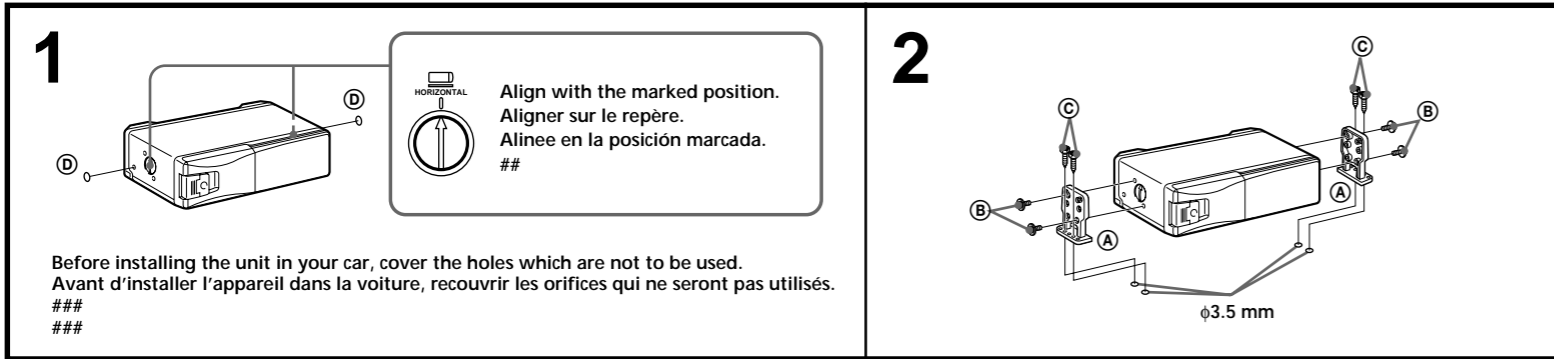 1
D
D
HORIZONTAL
Align with the marked position.
Aligner sur le repère.
Alinee en la posición marcada.
##
Before installing the unit in your car, cover the holes which are not to be used.
Avant d'installer l'appareil dans la voiture, recouvrir les orifices qui ne seront pas utilisés.
###
###
2
C
C
B
A
B
A
ϕ3.5 mm